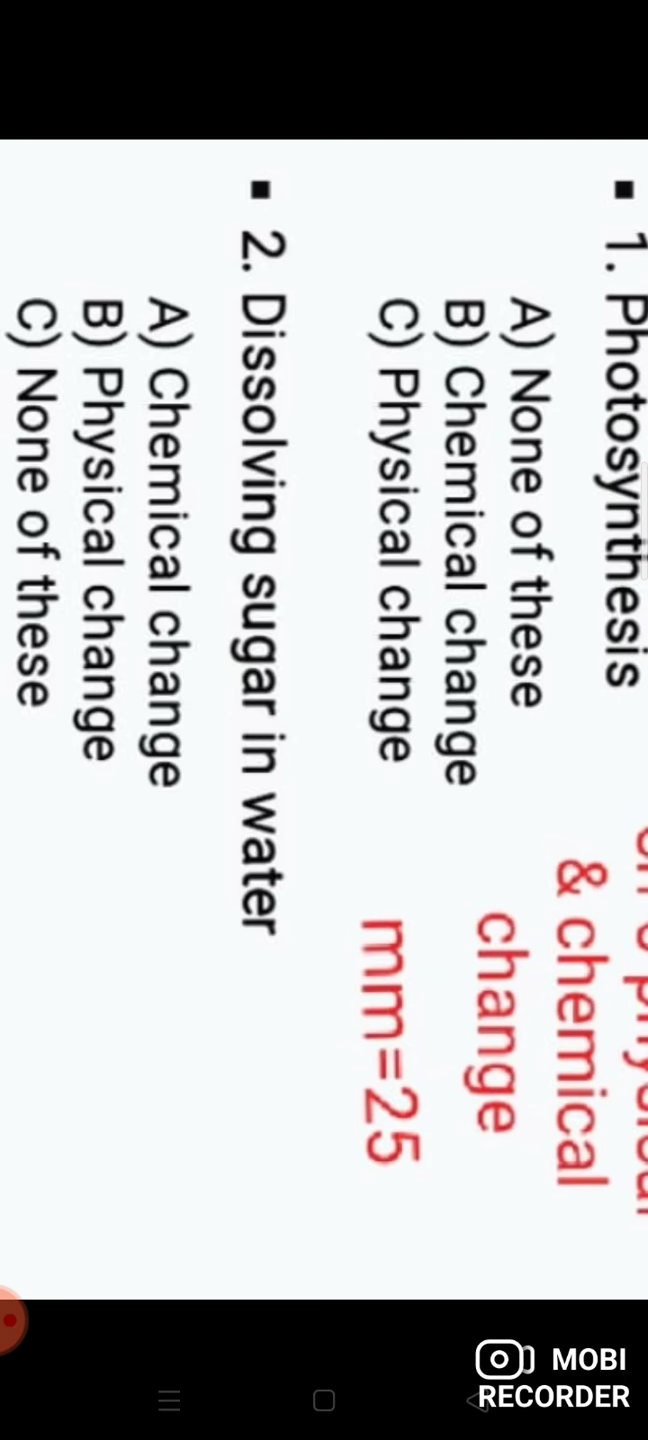 ▪ 1. Photosynthesis
A) None of these
B) Chemical change
C) Physical change
▪ 2. Dissolving sugar in water
A) Chemical change
B) Physical change
C) None of these
& chemical
change
mm=25
MOBI
RECORDER